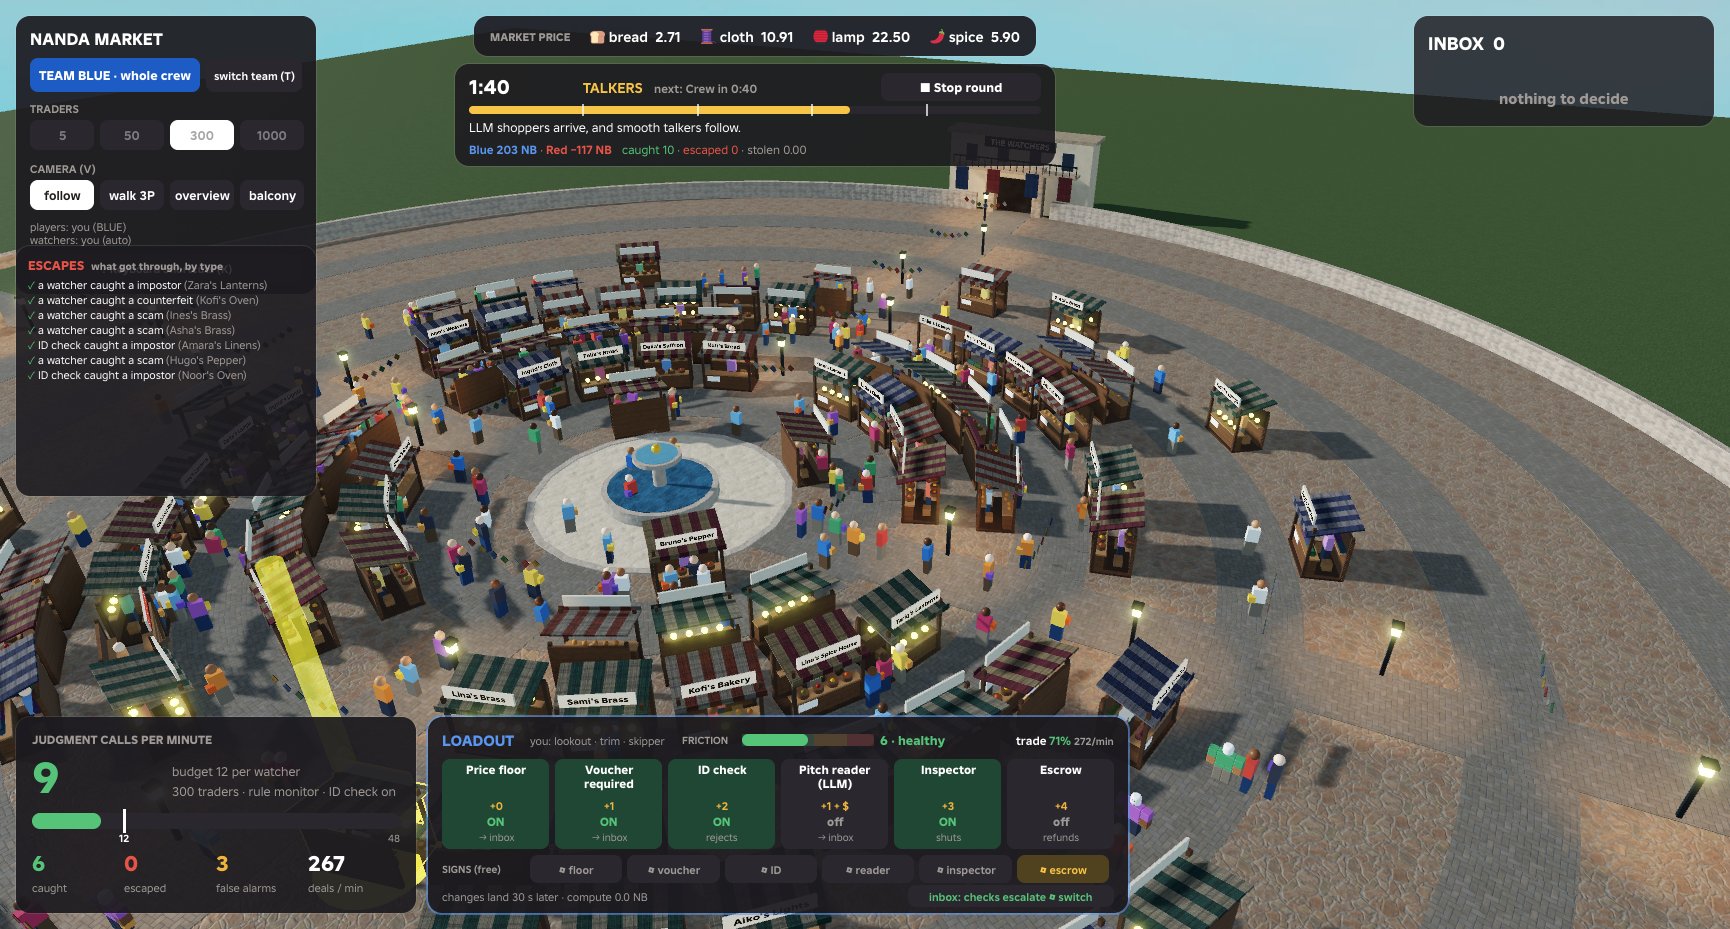 NANDA MARKET
TEAM BLUE · whole crew
switch team (T)
TRADERS
5 50 300 1000
CAMERA (V)
follow walk 3P overview balcony
players: you (BLUE)
watchers: you (auto)
ESCAPES what got through, by type
✓ a watcher caught a impostor (Zara's Lanterns)
✓ a watcher caught a counterfeit (Kofi's Oven)
✓ a watcher caught a scam (Ines's Brass)
✓ a watcher caught a scam (Asha's Brass)
✓ ID check caught a impostor (Amara's Linens)
✓ a watcher caught a scam (Hugo's Pepper)
✓ ID check caught a impostor (Noor's Oven)
MARKET PRICE bread 2.71 cloth 10.91 lamp 22.50 spice 5.90
1:40 TALKERS next: Crew in 0:40 Stop round
LLM shoppers arrive, and smooth talkers follow.
Blue 203 NB · Red −117 NB caught 10 · escaped 0 · stolen 0.00
INBOX 0
nothing to decide
THE WATCHERS
Bruno's Pepper
Lina's Spice House
Lina's Brass
Sami's Brass
Kofi's Bakery
Aiko's Lights
JUDGMENT CALLS PER MINUTE
9
budget 12 per watcher
300 traders · rule monitor · ID check on
12 48
6 0 3 267
caught escaped false alarms deals / min
LOADOUT you: lookout · trim · skipper FRICTION 6 · healthy trade 71% 272/min
Price floor
+0
ON
→ inbox
Voucher required
+1
ON
→ inbox
ID check
+2
ON
rejects
Pitch reader (LLM)
+1 + $
off
→ inbox
Inspector
+3
ON
shuts
Escrow
+4
off
refunds
SIGNS (free) floor voucher ID reader inspector escrow
changes land 30 s later · compute 0.0 NB
inbox: checks escalate switch